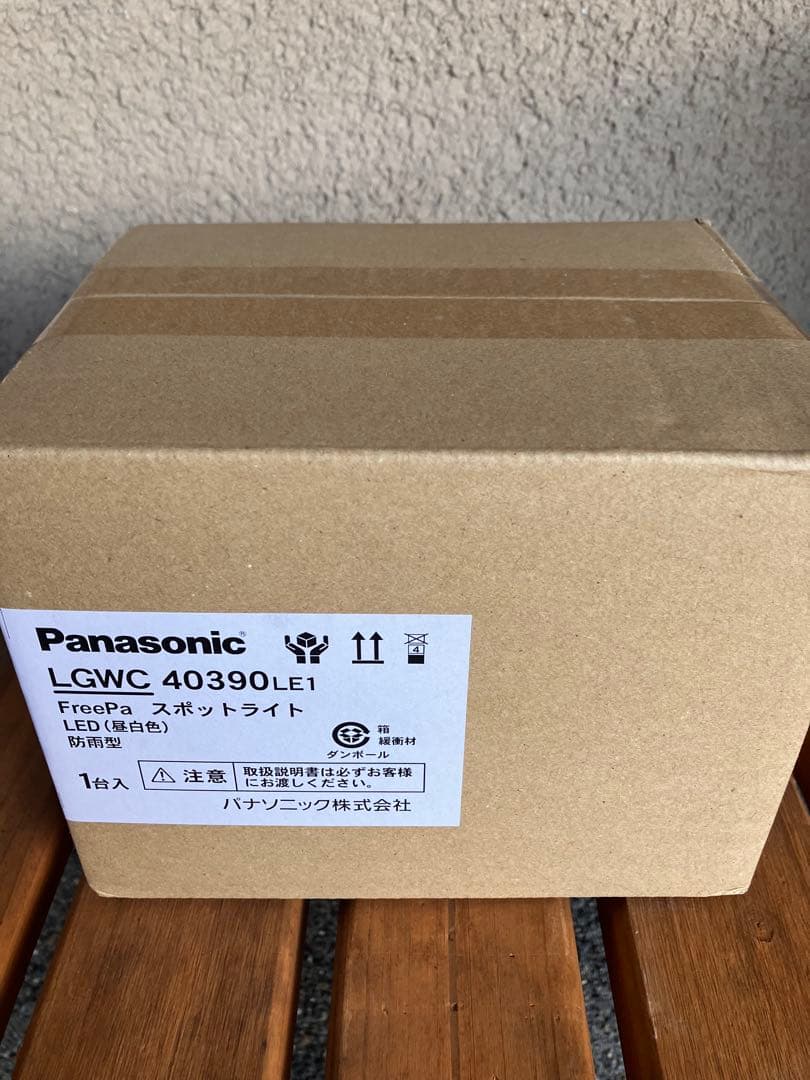 Panasonic®
4
LGWC 40390LE1
FreePa スポットライト
LED(昼白色)
防雨型
箱
緩衝材
ダンボール
1台入
⚠ 注意
取扱説明書は必ずお客様
にお渡しください。
パナソニック株式会社